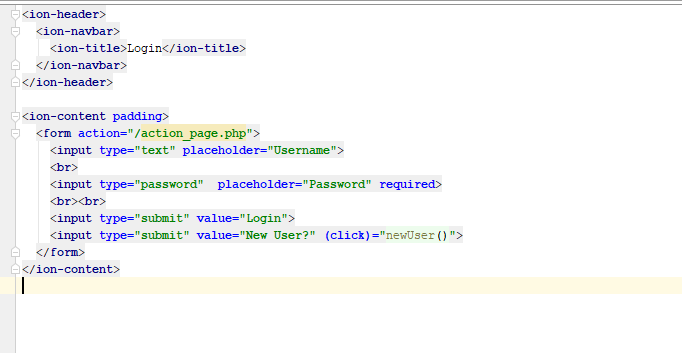 <ion-header>
<ion-navbar>
<ion-title>Login</ion-title>
</ion-navbar>
</ion-header>
<ion-content padding>
<form action="/action_page.php">
<input type="text" placeholder="Username">
<br>
<input type="password"  placeholder="Password" required>
<br><br>
<input type="submit" value="Login">
<input type="submit" value="New User?" (click)="newUser()">
</form>
</ion-content>